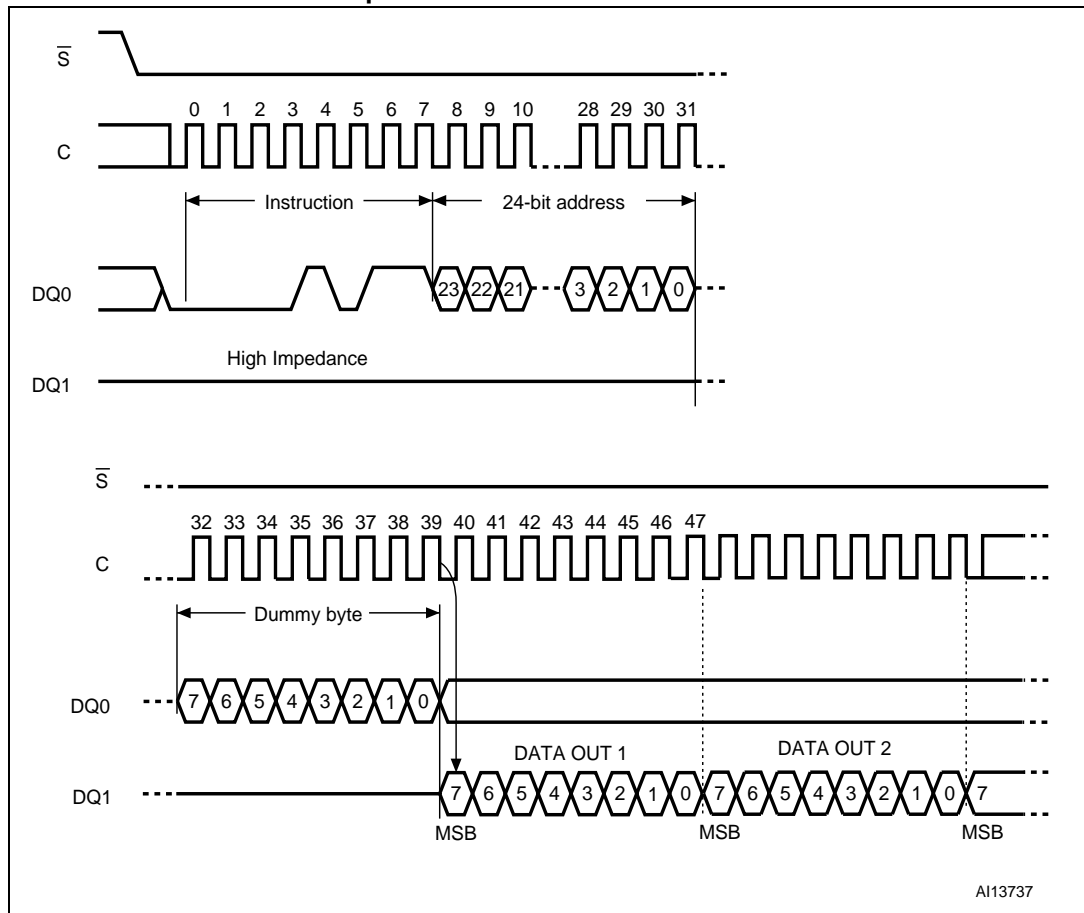 S
0 1 2 3 4 5 6 7 8 9 10 28 29 30 31
C
Instruction 24-bit address
DQ0 23 22 21 3 2 1 0
High Impedance
DQ1
S
32 33 34 35 36 37 38 39 40 41 42 43 44 45 46 47
C
Dummy byte
DQ0 7 6 5 4 3 2 1 0
DATA OUT 1 DATA OUT 2
DQ1 7 6 5 4 3 2 1 0 7 6 5 4 3 2 1 0 7
MSB MSB MSB
AI13737